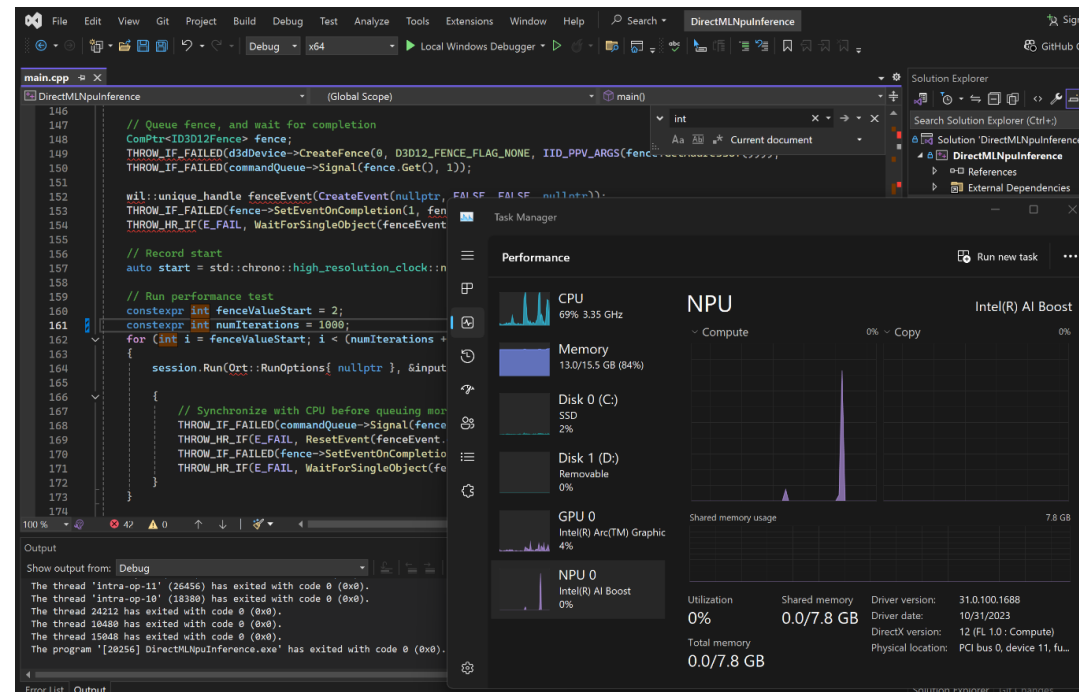 File Edit View Git Project Build Debug Test Analyze Tools Extensions Window Help Search DirectMLNpuInference Sign
Debug x64 Local Windows Debugger GitHub
main.cpp
DirectMLNpuInference (Global Scope) main()
146
147 // Queue fence, and wait for completion
148 ComPtr<ID3D12Fence> fence;
149 THROW_IF_FAILED(d3dDevice->CreateFence(0, D3D12_FENCE_FLAG_NONE, IID_PPV_ARGS(fence.
150 THROW_IF_FAILED(commandQueue->Signal(fence.Get(), 1));
151
152 wil::unique_handle fenceEvent(CreateEvent(nullptr, FALSE, FALSE, nullptr));
153 THROW_IF_FAILED(fence->SetEventOnCompletion(1, fen
154 THROW_HR_IF(E_FAIL, WaitForSingleObject(fenceEvent
155
156 // Record start
157 auto start = std::chrono::high_resolution_clock::n
158
159 // Run performance test
160 constexpr int fenceValueStart = 2;
161 constexpr int numIterations = 1000;
162 for (int i = fenceValueStart; i < (numIterations +
163 {
164 session.Run(Ort::RunOptions{ nullptr }, &input
165
166 {
167 // Synchronize with CPU before queuing mor
168 THROW_IF_FAILED(commandQueue->Signal(fence
169 THROW_HR_IF(E_FAIL, ResetEvent(fenceEvent.
170 THROW_IF_FAILED(fence->SetEventOnCompletio
171 THROW_HR_IF(E_FAIL, WaitForSingleObject(fe
172 }
173 }
174
100 % 42 0
int
Aa Current document
Solution Explorer
Search Solution Explorer (Ctrl+;)
Solution 'DirectMLNpuInference
DirectMLNpuInference
References
External Dependencies
Output
Show output from: Debug
The thread 'intra-op-11' (26456) has exited with code 0 (0x0).
The thread 'intra-op-10' (18380) has exited with code 0 (0x0).
The thread 24212 has exited with code 0 (0x0).
The thread 10480 has exited with code 0 (0x0).
The thread 15048 has exited with code 0 (0x0).
The program '[20256] DirectMLNpuInference.exe' has exited with code 0 (0x0).
Error List Output
Task Manager
Performance
Run new task
CPU
69% 3.35 GHz
Memory
13.0/15.5 GB (84%)
Disk 0 (C:)
SSD
2%
Disk 1 (D:)
Removable
0%
GPU 0
Intel(R) Arc(TM) Graphic
4%
NPU 0
Intel(R) AI Boost
0%
NPU Intel(R) AI Boost
Compute 0% Copy 0%
Shared memory usage 7.8 GB
Utilization
0%
Shared memory
0.0/7.8 GB
Total memory
0.0/7.8 GB
Driver version: 31.0.100.1688
Driver date: 10/31/2023
DirectX version: 12 (FL 1.0 : Compute)
Physical location: PCI bus 0, device 11, fu...
Solution Explorer Git Changes